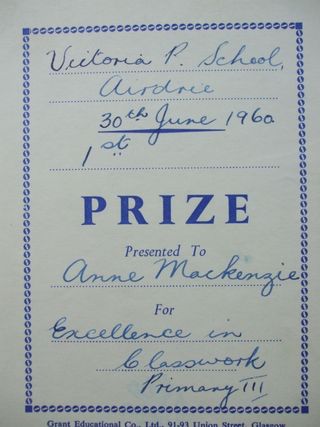 Victoria P. School,
Airdrie
30th June 1960
1st
PRIZE
Presented To
Anne Mackenzie
For
Excellence in
Classwork
Primary III
Grant Educational Co., Ltd., 91-93 Union Street, Glasgow